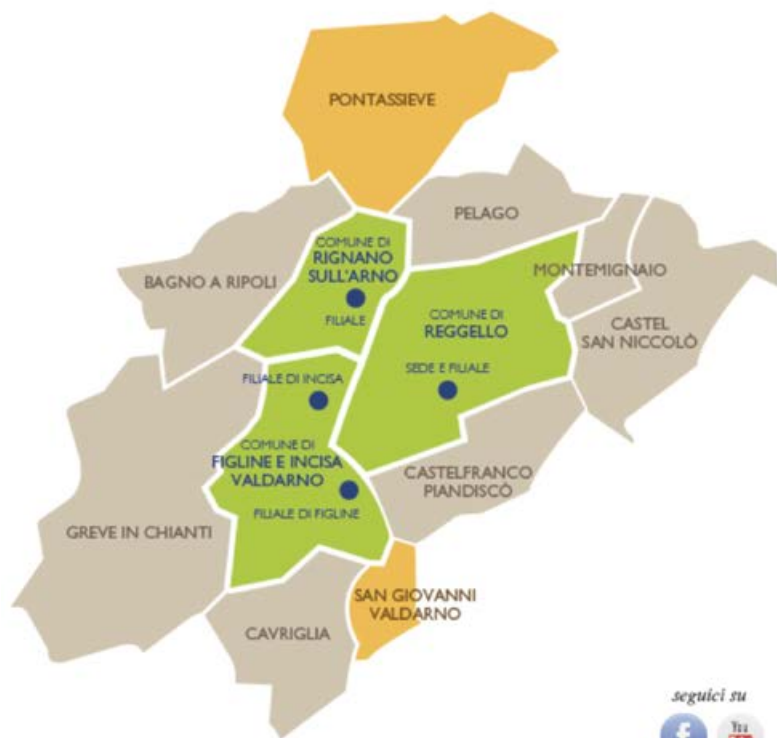 PONTASSIEVE
PELAGO
COMUNE DI
RIGNANO
SULL'ARNO
FILIALE
BAGNO A RIPOLI
MONTEMIGNAIO
COMUNE DI
REGGELLO
SEDE E FILIALE
CASTEL
SAN NICCOLÒ
FILIALE DI INCISA
COMUNE DI
FIGLINE E INCISA
VALDARNO
FILIALE DI FIGLINE
CASTELFRANCO
PIANDISCÒ
GREVE IN CHIANTI
SAN GIOVANNI
VALDARNO
CAVRIGLIA
seguici su
f
You